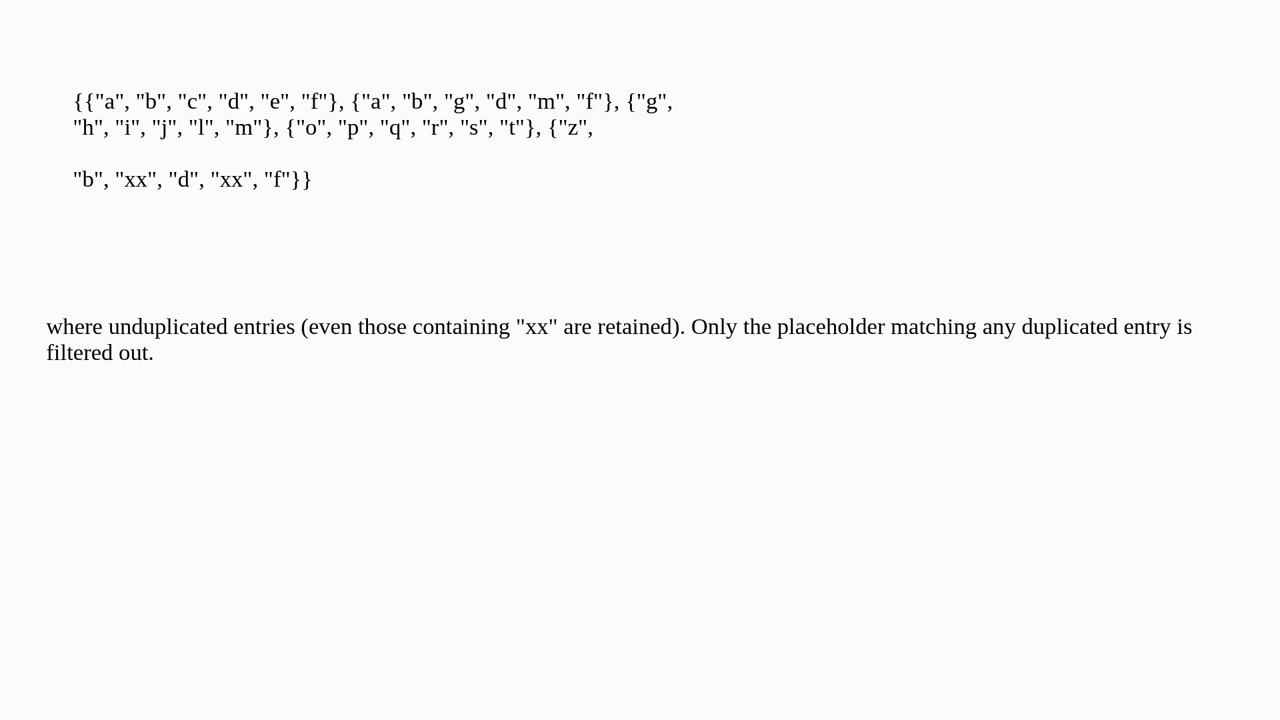 {{"a", "b", "c", "d", "e", "f"}, {"a", "b", "g", "d", "m", "f"}, {"g",
"h", "i", "j", "l", "m"}, {"o", "p", "q", "r", "s", "t"}, {"z",
"b", "xx", "d", "xx", "f"}}
where unduplicated entries (even those containing "xx" are retained). Only the placeholder matching any duplicated entry is
filtered out.